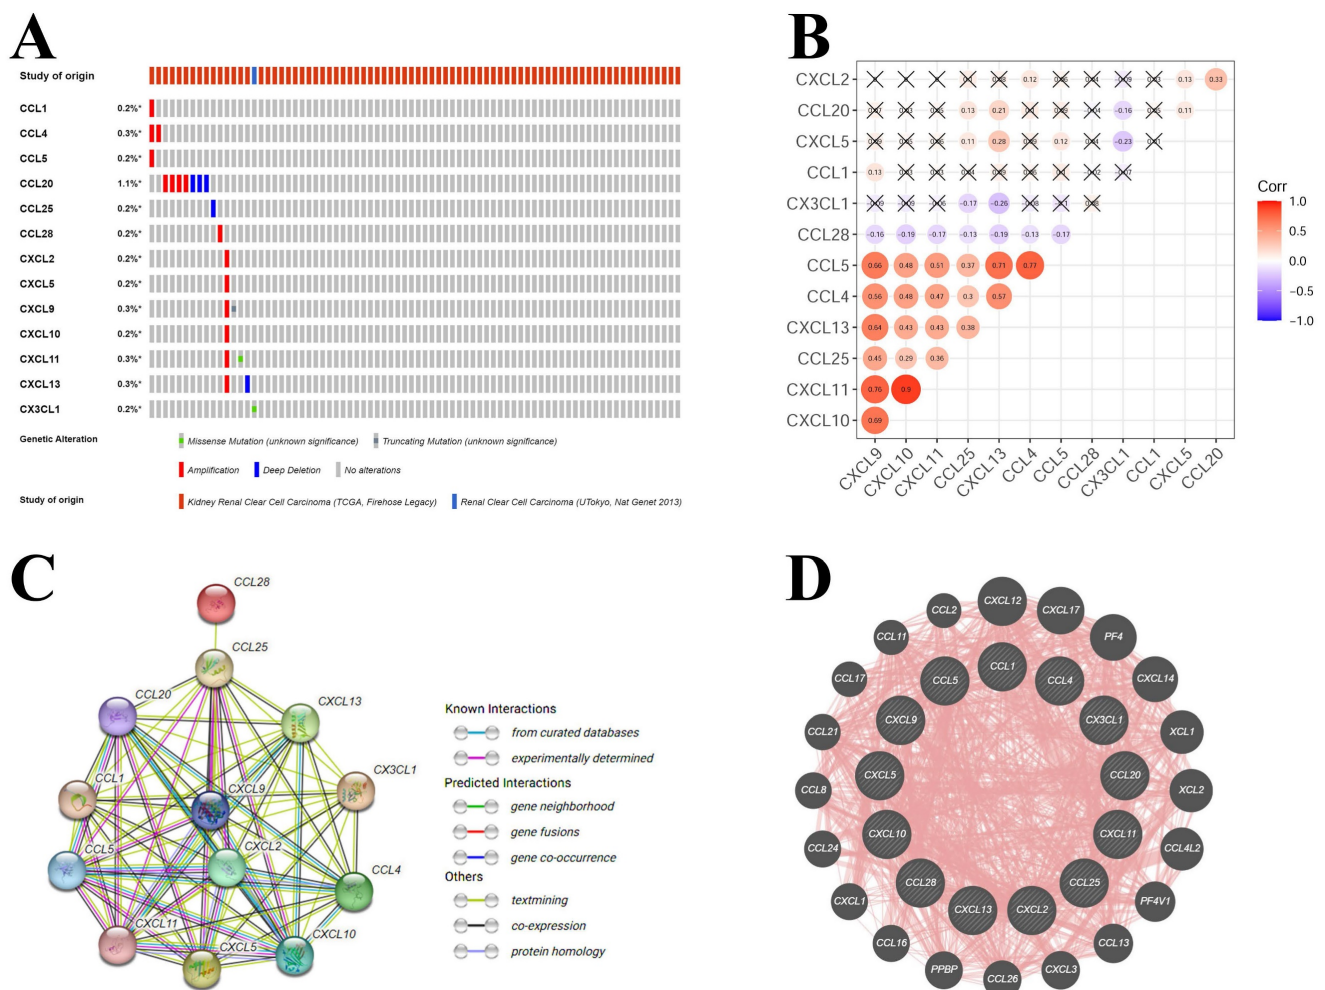 A
Study of origin
CCL1 0.2%*
CCL4 0.3%*
CCL5 0.2%*
CCL20 1.1%*
CCL25 0.2%*
CCL28 0.2%*
CXCL2 0.2%*
CXCL5 0.2%*
CXCL9 0.3%*
CXCL10 0.2%*
CXCL11 0.3%*
CXCL13 0.3%*
CX3CL1 0.2%*
Genetic Alteration Missense Mutation (unknown significance) Truncating Mutation (unknown significance)
Amplification Deep Deletion No alterations
Study of origin Kidney Renal Clear Cell Carcinoma (TCGA, Firehose Legacy) Renal Clear Cell Carcinoma (UTokyo, Nat Genet 2013)
B
CXCL2 0.12 0.13 0.33
CCL20 0.13 0.21 -0.16 0.11
CXCL5 0.11 0.28 0.12 -0.23
CCL1 0.13
CX3CL1 -0.17 -0.26
CCL28 -0.16 -0.19 -0.17 -0.13 -0.19 -0.13 -0.17
CCL5 0.66 0.48 0.51 0.37 0.71 0.77
CCL4 0.56 0.48 0.47 0.3 0.57
CXCL13 0.64 0.43 0.43 0.38
CCL25 0.45 0.29 0.36
CXCL11 0.76 0.9
CXCL10 0.69
CXCL9 CXCL10 CXCL11 CCL25 CXCL13 CCL4 CCL5 CCL28 CX3CL1 CCL1 CXCL5 CCL20
Corr
1.0
0.5
0.0
-0.5
-1.0
C
CCL28
CCL25
CCL20
CXCL13
CCL1
CXCL9
CX3CL1
CCL5
CXCL2
CCL4
CXCL11
CXCL5
CXCL10
Known Interactions
from curated databases
experimentally determined
Predicted Interactions
gene neighborhood
gene fusions
gene co-occurrence
Others
textmining
co-expression
protein homology
D
CXCL12
CCL2
CXCL17
CCL11
PF4
CCL1
CCL5
CCL4
CCL17
CXCL14
CXCL9
CX3CL1
CCL21
XCL1
CXCL5
CCL20
CCL8
XCL2
CXCL10
CXCL11
CCL24
CCL4L2
CCL28
CCL25
CXCL1
PF4V1
CXCL13
CXCL2
CCL16
CCL13
PPBP
CXCL3
CCL26